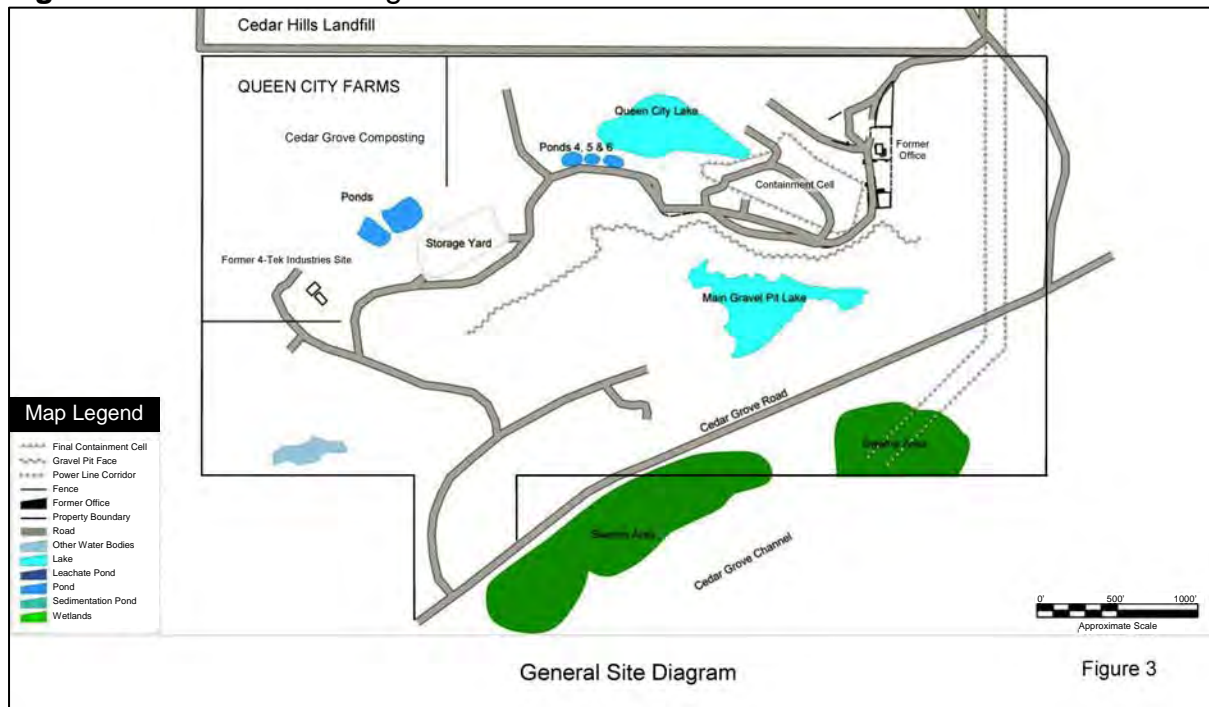 Cedar Hills Landfill
QUEEN CITY FARMS
Cedar Grove Composting
Queen City Lake
Ponds 4, 5 & 6
Former
Office
Containment Cell
Ponds
Storage Yard
Former 4-Tek Industries Site
Main Gravel Pit Lake
Cedar Grove Road
Swamp Area
Swamp Area
Cedar Grove Channel
Map Legend
Final Containment Cell
Gravel Pit Face
Power Line Corridor
Fence
Former Office
Property Boundary
Road
Other Water Bodies
Lake
Leachate Pond
Pond
Sedimentation Pond
Wetlands
0' 500' 1000'
Approximate Scale
General Site Diagram
Figure 3